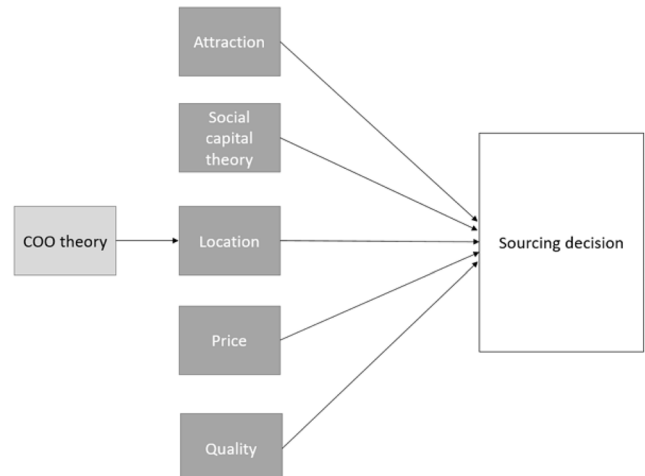 Attraction
Social
capital
theory
COO theory
Location
Sourcing decision
Price
Quality